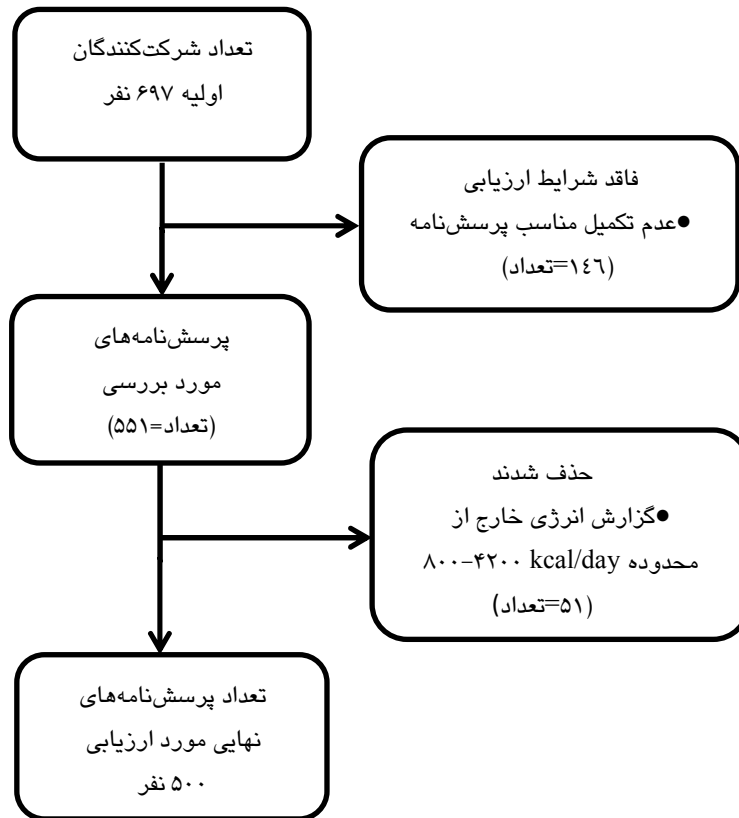 تعداد شرکت‌کنندگان
اولیه ۶۹۷ نفر
فاقد شرایط ارزیابی
●عدم تکمیل مناسب پرسش‌نامه
(تعداد=١٤٦)
پرسش‌نامه‌های
مورد بررسی
(تعداد=۵۵۱)
حذف شدند
●گزارش انرژی خارج از
محدوده ۸۰۰-۴۲۰۰ kcal/day
(تعداد=۵۱)
تعداد پرسش‌نامه‌های
نهایی مورد ارزیابی
۵۰۰ نفر